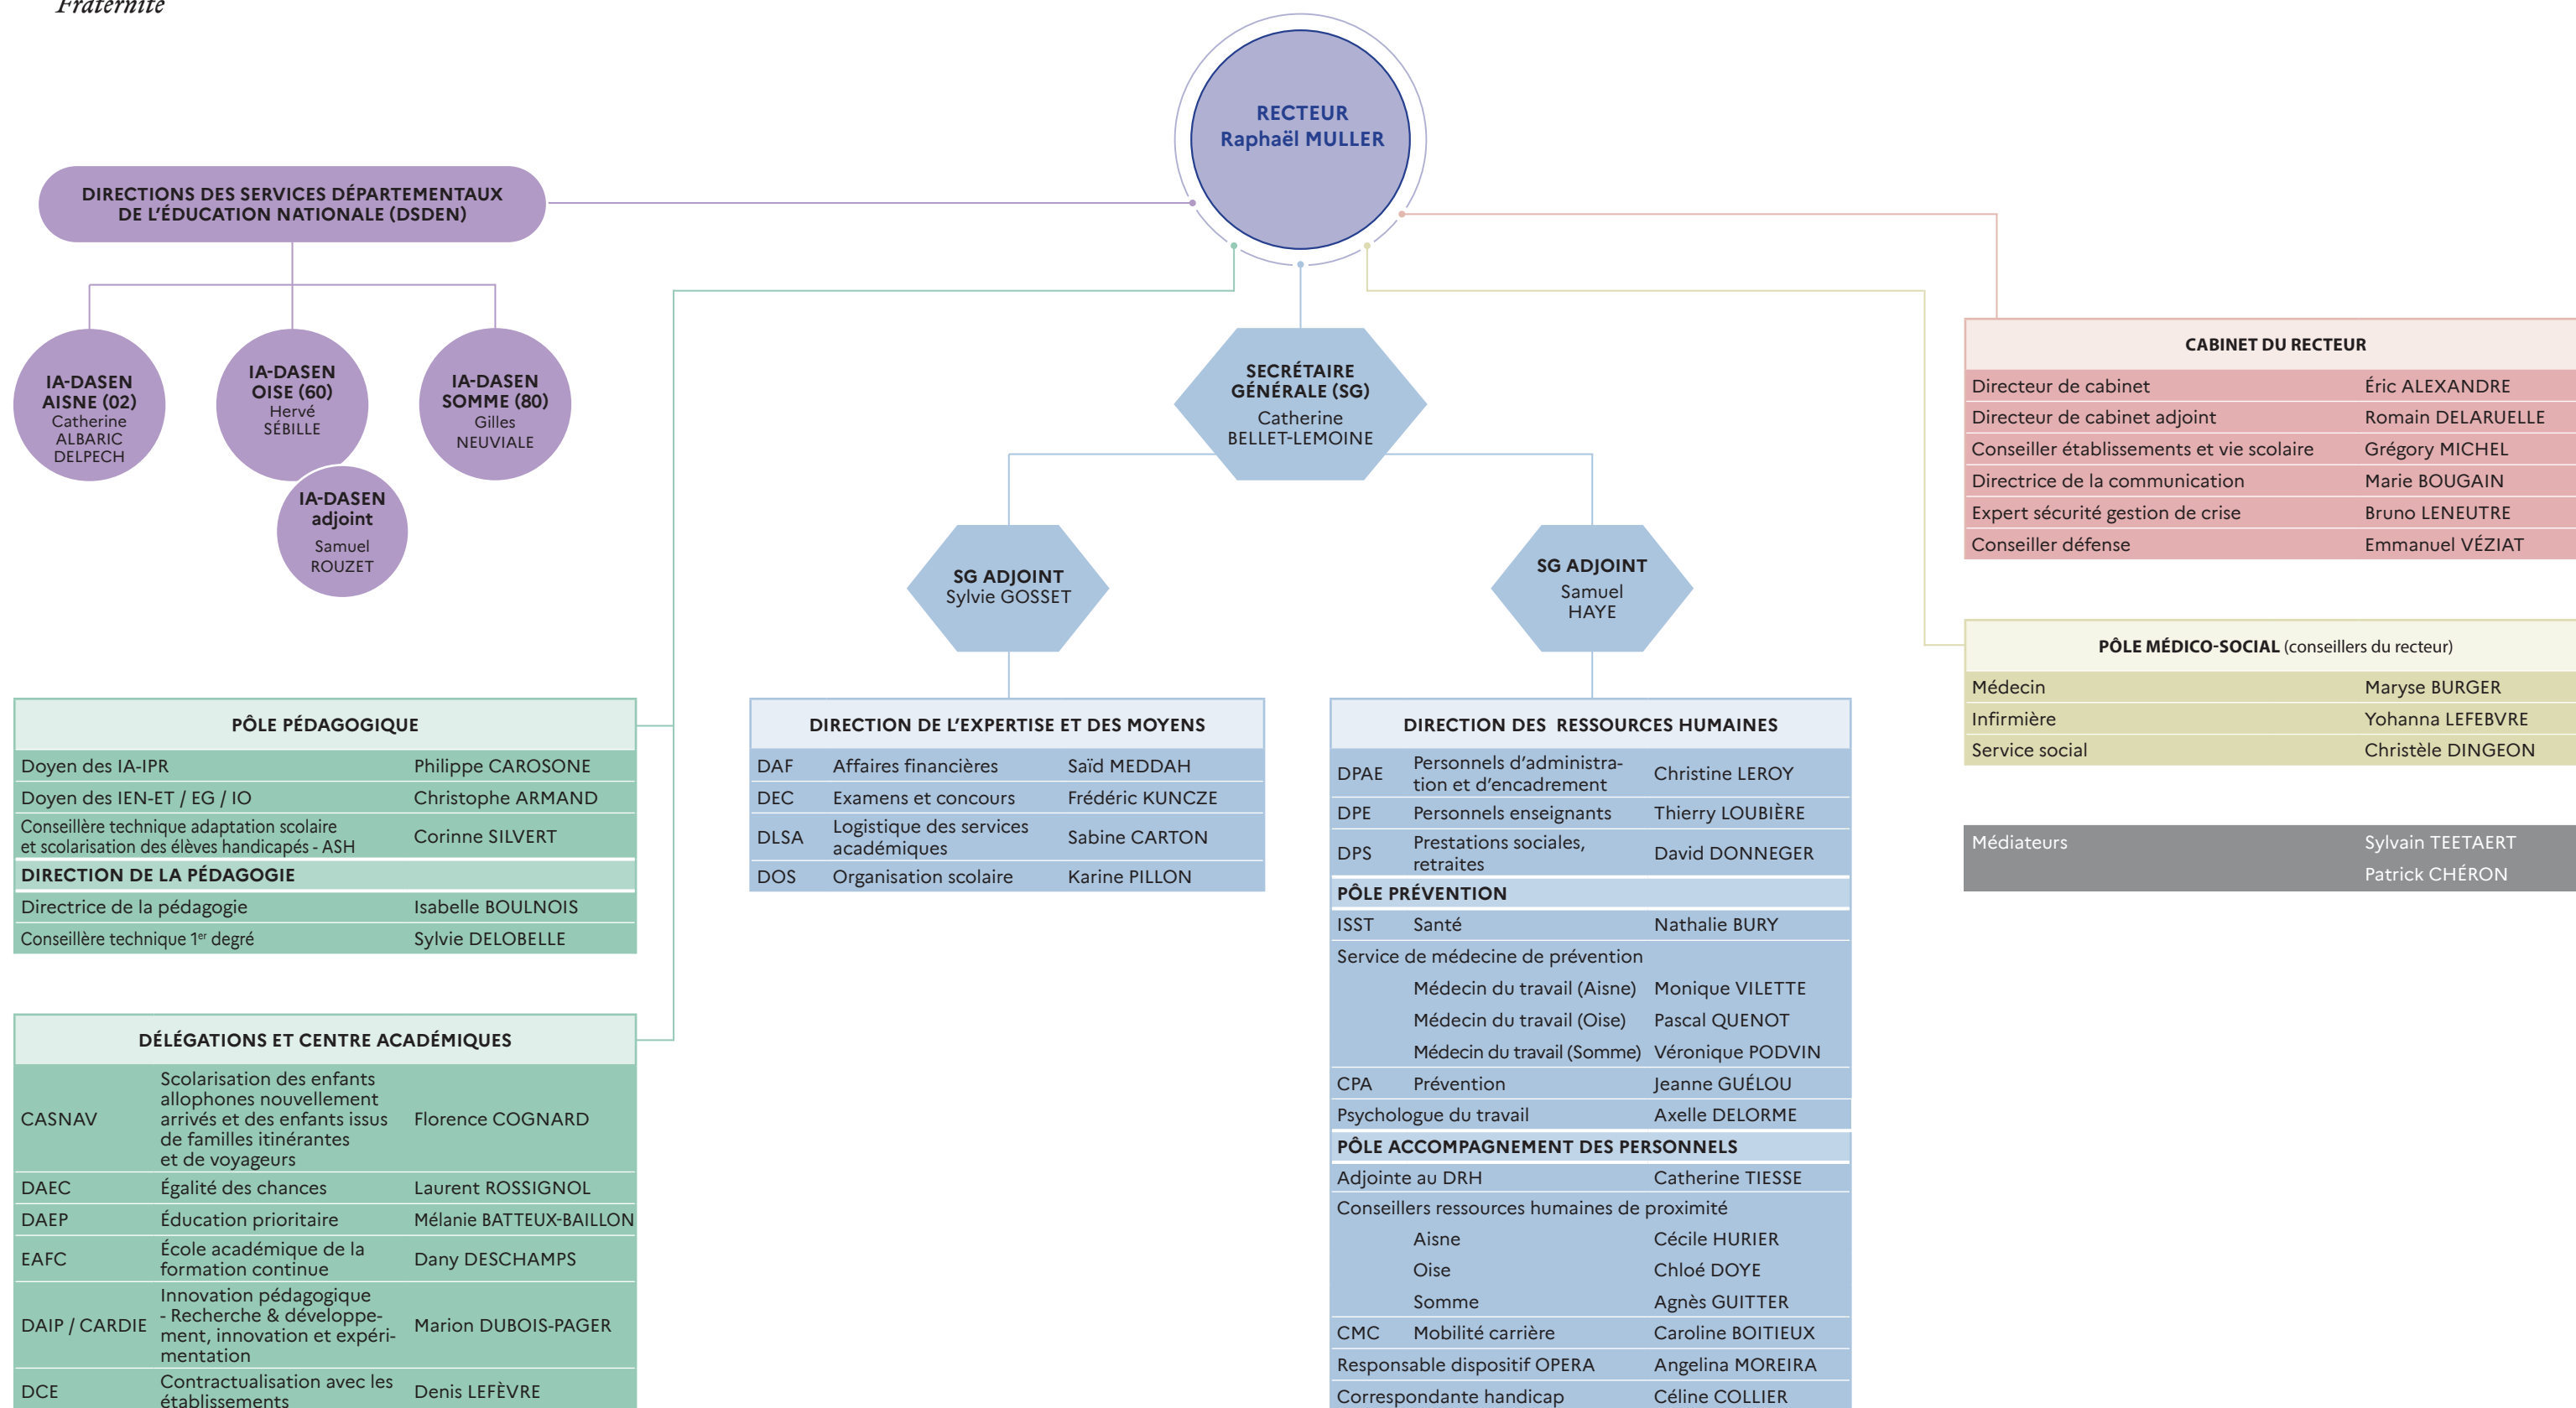 Fraternité
RECTEUR
Raphaël MULLER
DIRECTIONS DES SERVICES DÉPARTEMENTAUX
DE L’ÉDUCATION NATIONALE (DSDEN)
IA-DASEN
AISNE (02)
Catherine
ALBARIC
DELPECH
IA-DASEN
OISE (60)
Hervé
SÉBILLE
IA-DASEN
adjoint
Samuel
ROUZET
IA-DASEN
SOMME (80)
Gilles
NEUVIALE
SECRÉTAIRE
GÉNÉRALE (SG)
Catherine
BELLET-LEMOINE
SG ADJOINT
Sylvie GOSSET
SG ADJOINT
Samuel
HAYE
CABINET DU RECTEUR
Directeur de cabinet Éric ALEXANDRE
Directeur de cabinet adjoint Romain DELARUELLE
Conseiller établissements et vie scolaire Grégory MICHEL
Directrice de la communication Marie BOUGAIN
Expert sécurité gestion de crise Bruno LENEUTRE
Conseiller défense Emmanuel VÉZIAT
PÔLE MÉDICO-SOCIAL (conseillers du recteur)
Médecin Maryse BURGER
Infirmière Yohanna LEFEBVRE
Service social Christèle DINGEON
Médiateurs Sylvain TEETAERT
Patrick CHÉRON
PÔLE PÉDAGOGIQUE
Doyen des IA-IPR Philippe CAROSONE
Doyen des IEN-ET / EG / IO Christophe ARMAND
Conseillère technique adaptation scolaire
et scolarisation des élèves handicapés - ASH Corinne SILVERT
DIRECTION DE LA PÉDAGOGIE
Directrice de la pédagogie Isabelle BOULNOIS
Conseillère technique 1er degré Sylvie DELOBELLE
DÉLÉGATIONS ET CENTRE ACADÉMIQUES
Scolarisation des enfants
allophones nouvellement
CASNAV arrivés et des enfants issus Florence COGNARD
de familles itinérantes
et de voyageurs
DAEC Égalité des chances Laurent ROSSIGNOL
DAEP Éducation prioritaire Mélanie BATTEUX-BAILLON
EAFC École académique de la
formation continue Dany DESCHAMPS
Innovation pédagogique
- Recherche & développe-
DAIP / CARDIE ment, innovation et expéri- Marion DUBOIS-PAGER
mentation
DCE Contractualisation avec les
établissements Denis LEFÈVRE
DIRECTION DE L’EXPERTISE ET DES MOYENS
DAF Affaires financières Saïd MEDDAH
DEC Examens et concours Frédéric KUNCZE
DLSA Logistique des services
académiques Sabine CARTON
DOS Organisation scolaire Karine PILLON
DIRECTION DES RESSOURCES HUMAINES
DPAE Personnels d’administra-
tion et d’encadrement Christine LEROY
DPE Personnels enseignants Thierry LOUBIÈRE
DPS Prestations sociales,
retraites David DONNEGER
PÔLE PRÉVENTION
ISST Santé Nathalie BURY
Service de médecine de prévention
Médecin du travail (Aisne) Monique VILETTE
Médecin du travail (Oise) Pascal QUENOT
Médecin du travail (Somme) Véronique PODVIN
CPA Prévention Jeanne GUÉLOU
Psychologue du travail Axelle DELORME
PÔLE ACCOMPAGNEMENT DES PERSONNELS
Adjointe au DRH Catherine TIESSE
Conseillers ressources humaines de proximité
Aisne Cécile HURIER
Oise Chloé DOYE
Somme Agnès GUITTER
CMC Mobilité carrière Caroline BOITIEUX
Responsable dispositif OPERA Angelina MOREIRA
Correspondante handicap Céline COLLIER